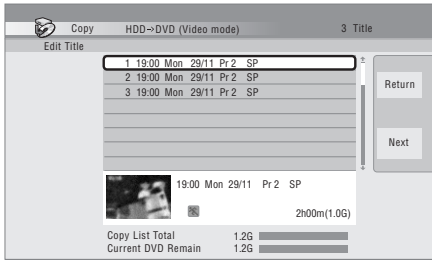 Copy HDD→DVD (Video mode) 3 Title
Edit Title
1 19:00 Mon 29/11 Pr 2 SP
2 19:00 Mon 29/11 Pr 2 SP
3 19:00 Mon 29/11 Pr 2 SP
Return
Next
19:00 Mon 29/11 Pr 2 SP
2h00m(1.0G)
Copy List Total 1.2G
Current DVD Remain 1.2G